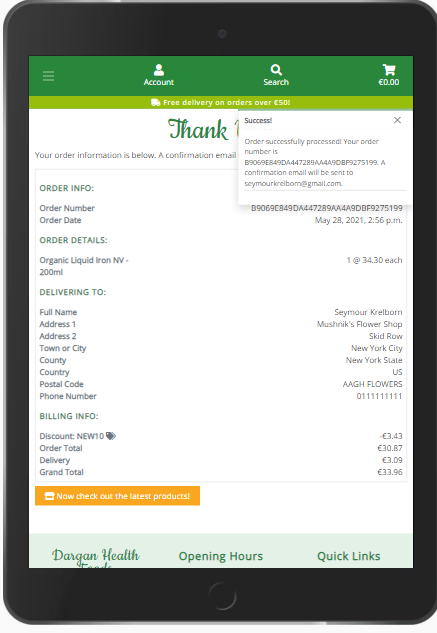 Account
Search
€0.00
Free delivery on orders over €50!
Thank
Success!
Order successfully processed! Your order
number is
B9069E849DA447289AA4A9DBF9275199. A
confirmation email will be sent to
seymourkrelborn@gmail.com.
Your order information is below. A confirmation email
ORDER INFO:
Order Number B9069E849DA447289AA4A9DBF9275199
Order Date May 28, 2021, 2:56 p.m.
ORDER DETAILS:
Organic Liquid Iron NV - 1 @ 34.30 each
200ml
DELIVERING TO:
Full Name Seymour Krelborn
Address 1 Mushnik's Flower Shop
Address 2 Skid Row
Town or City New York City
County New York State
Country US
Postal Code AAGH FLOWERS
Phone Number 0111111111
BILLING INFO:
Discount: NEW10 -€3.43
Order Total €30.87
Delivery €3.09
Grand Total €33.96
Now check out the latest products!
Dargan Health
Foods
Opening Hours
Quick Links